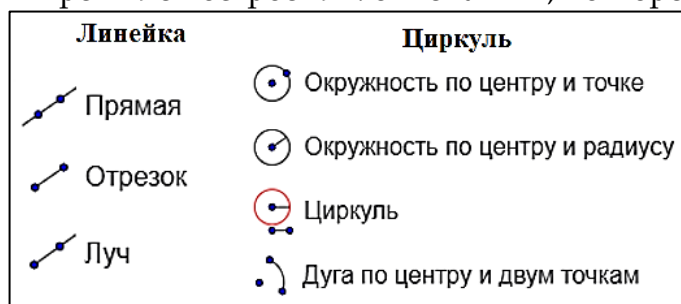 Линейка
Прямая
Отрезок
Луч
Циркуль
Окружность по центру и точке
Окружность по центру и радиусу
Циркуль
Дуга по центру и двум точкам